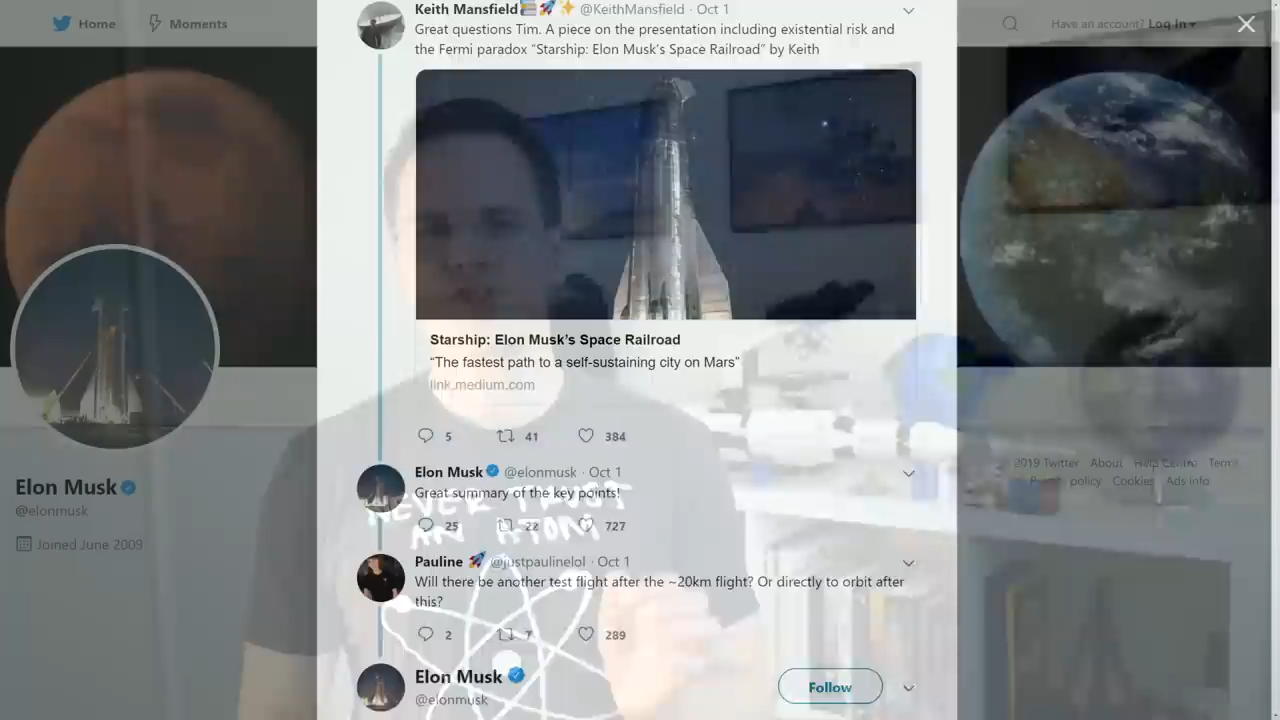 Home
Moments
Have an account? Log in
Keith Mansfield @KeithMansfield · Oct 1
Great questions Tim. A piece on the presentation including existential risk and
the Fermi paradox “Starship: Elon Musk’s Space Railroad” by Keith
Starship: Elon Musk’s Space Railroad
“The fastest path to a self-sustaining city on Mars”
link.medium.com
5 41 384
Elon Musk @elonmusk · Oct 1
Great summary of the key points!
25 22 727
Pauline @justpaulinelol · Oct 1
Will there be another test flight after the ~20km flight? Or directly to orbit after
this?
2 7 289
Elon Musk
@elonmusk
Follow
Elon Musk
@elonmusk
Joined June 2009
2019 Twitter About Help Center Terms
policy Cookies Ads info
NEVER TRUST
AN ATOM